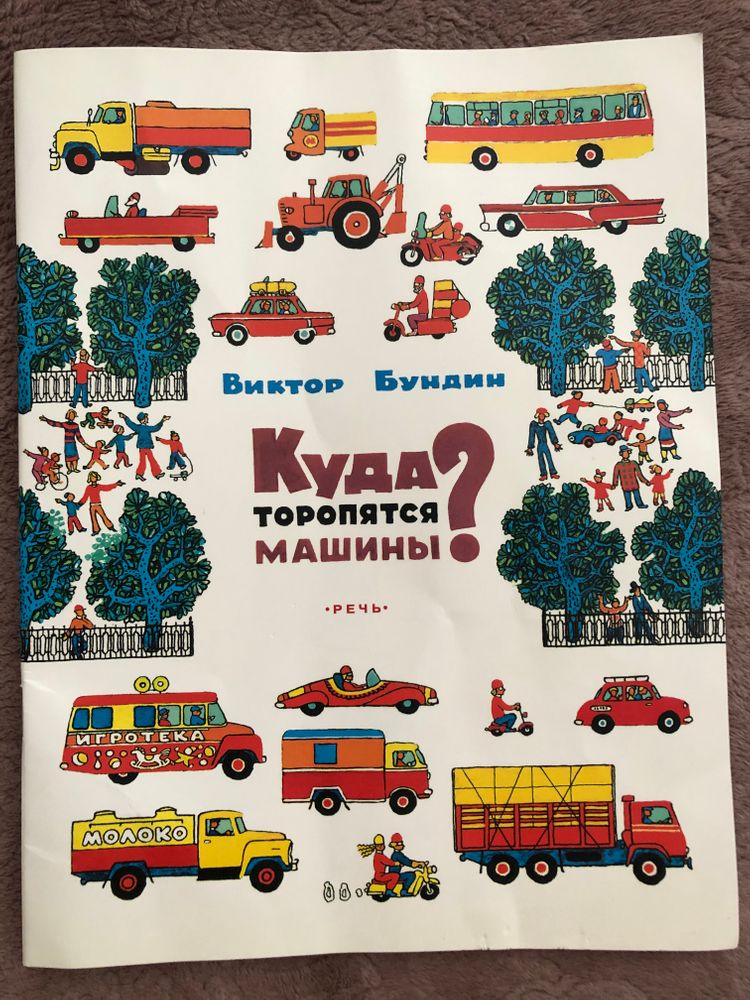 Виктор Бундин
Куда
торопятся
машины?
•РЕЧЬ•
ИГРОТЕКА
МОЛОКО